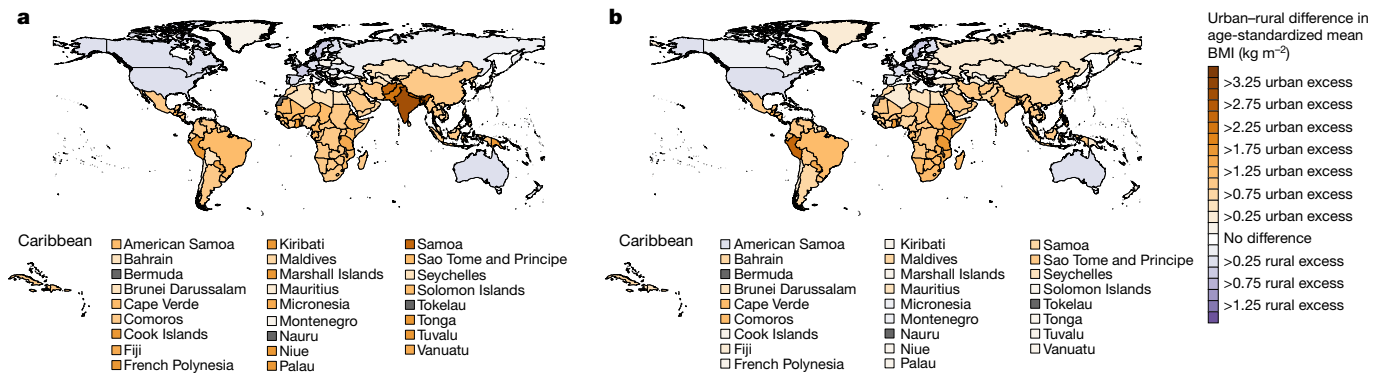 a
Caribbean
American Samoa
Bahrain
Bermuda
Brunei Darussalam
Cape Verde
Comoros
Cook Islands
Fiji
French Polynesia
Kiribati
Maldives
Marshall Islands
Mauritius
Micronesia
Montenegro
Nauru
Niue
Palau
Samoa
Sao Tome and Principe
Seychelles
Solomon Islands
Tokelau
Tonga
Tuvalu
Vanuatu
b
Caribbean
American Samoa
Bahrain
Bermuda
Brunei Darussalam
Cape Verde
Comoros
Cook Islands
Fiji
French Polynesia
Kiribati
Maldives
Marshall Islands
Mauritius
Micronesia
Montenegro
Nauru
Niue
Palau
Samoa
Sao Tome and Principe
Seychelles
Solomon Islands
Tokelau
Tonga
Tuvalu
Vanuatu
Urban–rural difference in
age-standardized mean
BMI (kg m⁻²)
>3.25 urban excess
>2.75 urban excess
>2.25 urban excess
>1.75 urban excess
>1.25 urban excess
>0.75 urban excess
>0.25 urban excess
No difference
>0.25 rural excess
>0.75 rural excess
>1.25 rural excess